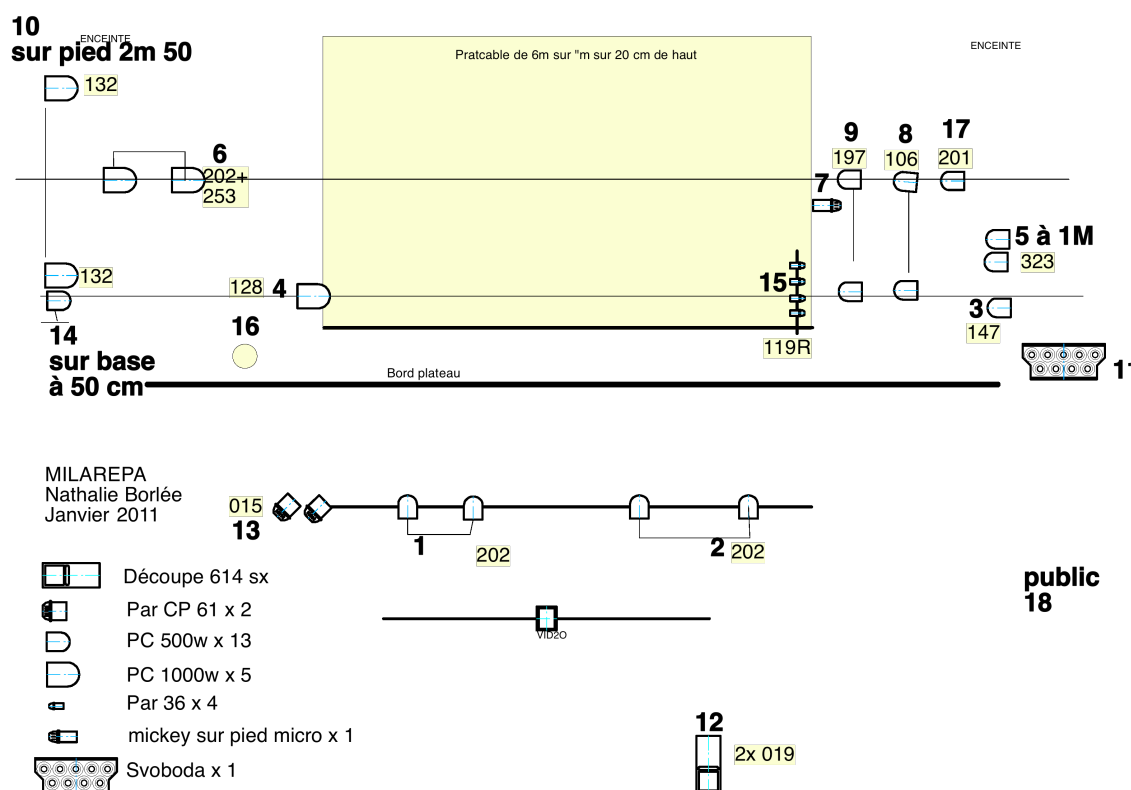 10
ENCEINTE
sur pied 2m 50
132
Pratcable de 6m sur "m sur 20 cm de haut
ENCEINTE
6
202+
253
9
197
8
106
17
201
7
5 à 1M
323
132
128
4
15
3
147
14
sur base
à 50 cm
16
119R
Bord plateau
MILAREPA
Nathalie Borlée
Janvier 2011
015
13
1
202
2
202
public
18
Découpe 614 sx
Par CP 61 x 2
PC 500w x 13
PC 1000w x 5
Par 36 x 4
mickey sur pied micro x 1
Svoboda x 1
VID2O
12
2x 019